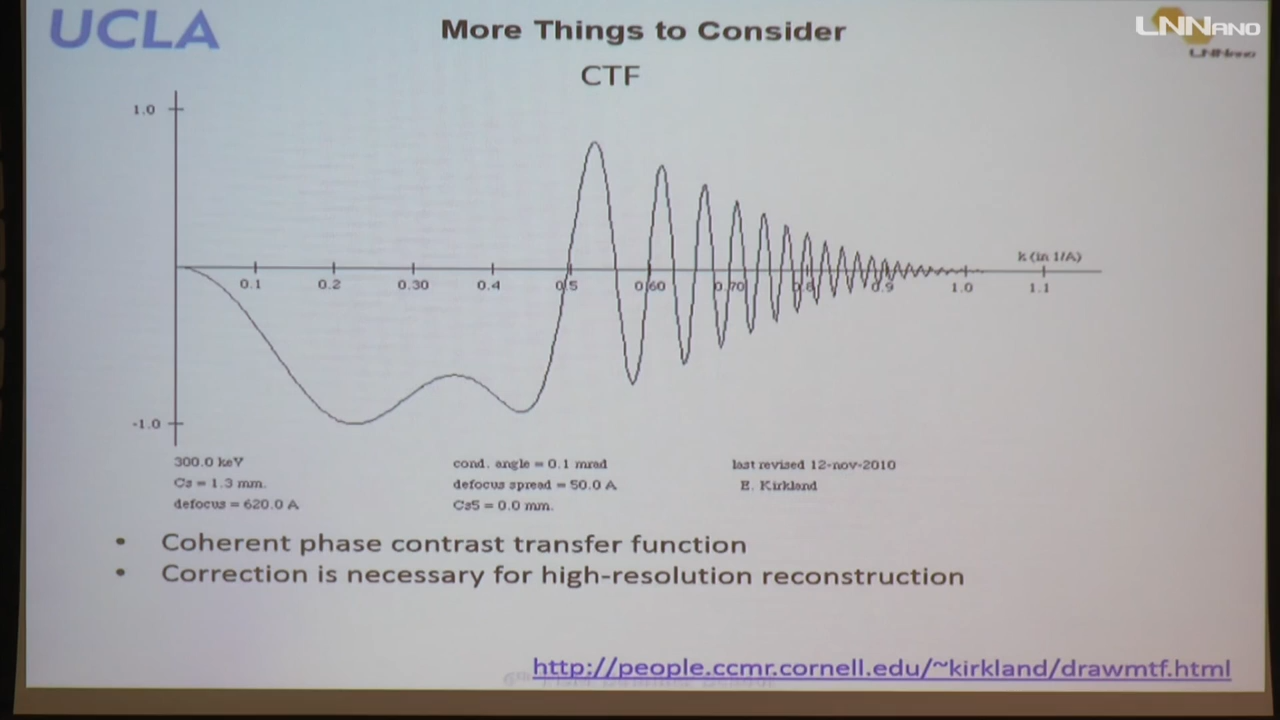 UCLA
More Things to Consider
LNNANO
LNNano
CTF
1.0
k (in 1/A)
0.1 0.2 0.30 0.4 0.5 0.60 0.70 0.8 0.9 1.0 1.1
-1.0
300.0 keV cond. angle = 0.1 mrad last revised 12-nov-2010
Cs = 1.3 mm. defocus spread = 50.0 A E. Kirkland
defocus = 620.0 A Cs5 = 0.0 mm.
• Coherent phase contrast transfer function
• Correction is necessary for high-resolution reconstruction
http://people.ccmr.cornell.edu/~kirkland/drawmtf.html